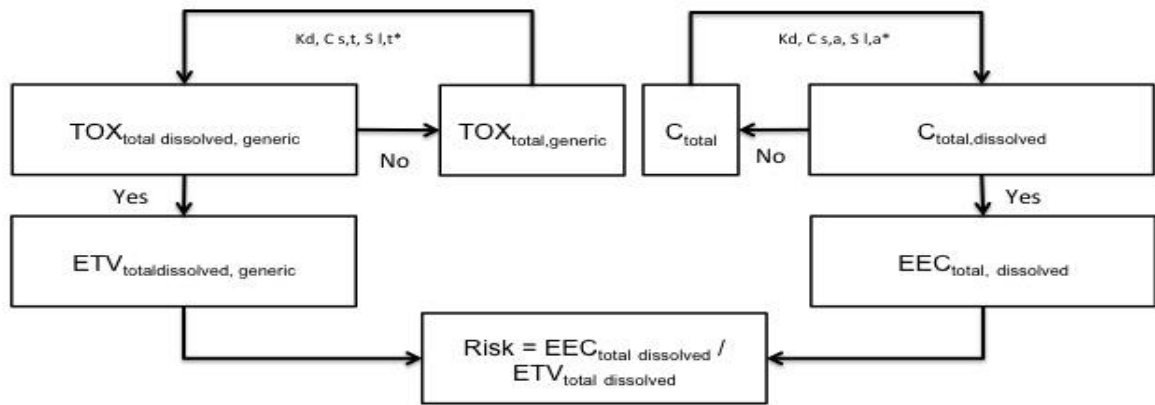 Kd, C s,t, S l,t*
Kd, C s,a, S l,a*
TOXtotal dissolved, generic
No
TOXtotal,generic
Ctotal
No
Ctotal,dissolved
Yes
Yes
ETVtotaldissolved, generic
EECtotal, dissolved
Risk = EECtotal dissolved /
ETVtotal dissolved